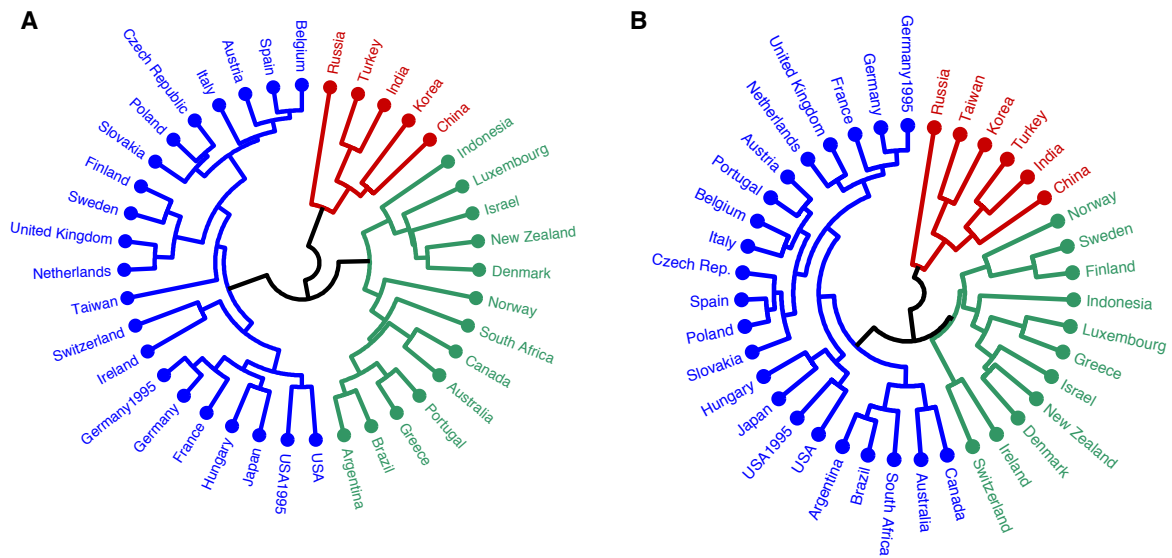 A
Belgium
Spain
Austria
Italy
Czech Republic
Poland
Slovakia
Finland
Sweden
United Kingdom
Netherlands
Taiwan
Switzerland
Ireland
Germany1995
Germany
France
Hungary
Japan
USA1995
USA
Argentina
Brazil
Greece
Portugal
Australia
Canada
South Africa
Norway
Denmark
New Zealand
Israel
Luxembourg
Indonesia
China
Korea
India
Turkey
Russia
B
Germany1995
Germany
France
United Kingdom
Netherlands
Austria
Portugal
Belgium
Italy
Czech Rep.
Spain
Poland
Slovakia
Hungary
Japan
USA1995
USA
Argentina
Brazil
South Africa
Australia
Canada
Switzerland
Ireland
Denmark
New Zealand
Israel
Greece
Luxembourg
Indonesia
Finland
Sweden
Norway
China
India
Turkey
Korea
Taiwan
Russia